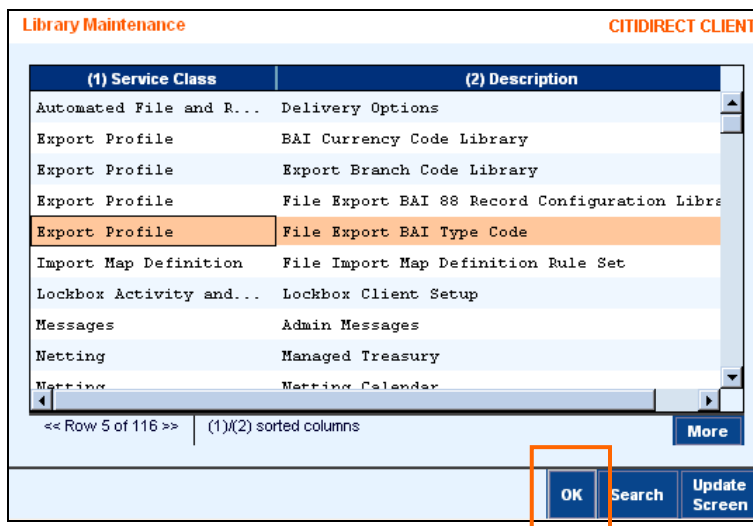 Library Maintenance CITIDIRECT CLIENT
(1) Service Class (2) Description
Automated File and R... Delivery Options
Export Profile BAI Currency Code Library
Export Profile Export Branch Code Library
Export Profile File Export BAI 88 Record Configuration Libra
Export Profile File Export BAI Type Code
Import Map Definition File Import Map Definition Rule Set
Lockbox Activity and... Lockbox Client Setup
Messages Admin Messages
Netting Managed Treasury
Netting Netting Calendar
<< Row 5 of 116 >> (1)/(2) sorted columns More
OK Search Update Screen